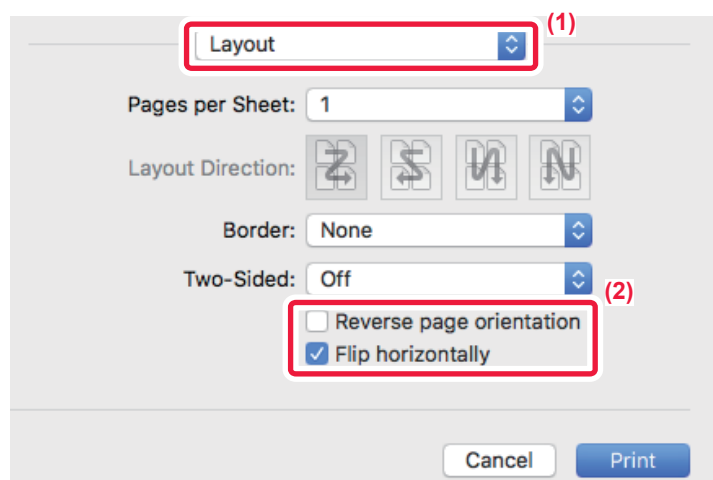 (1)
Layout
Pages per Sheet: 1
Layout Direction:
Border: None
Two-Sided: Off
(2)
Reverse page orientation
Flip horizontally
Cancel Print